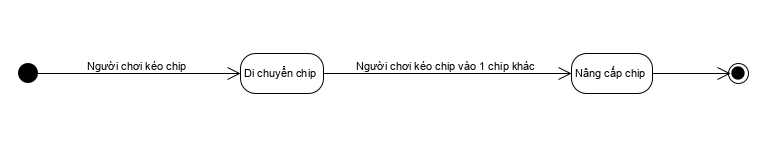 Người chơi kéo chip
Di chuyển chip
Người chơi kéo chip vào 1 chip khác
Nâng cấp chip